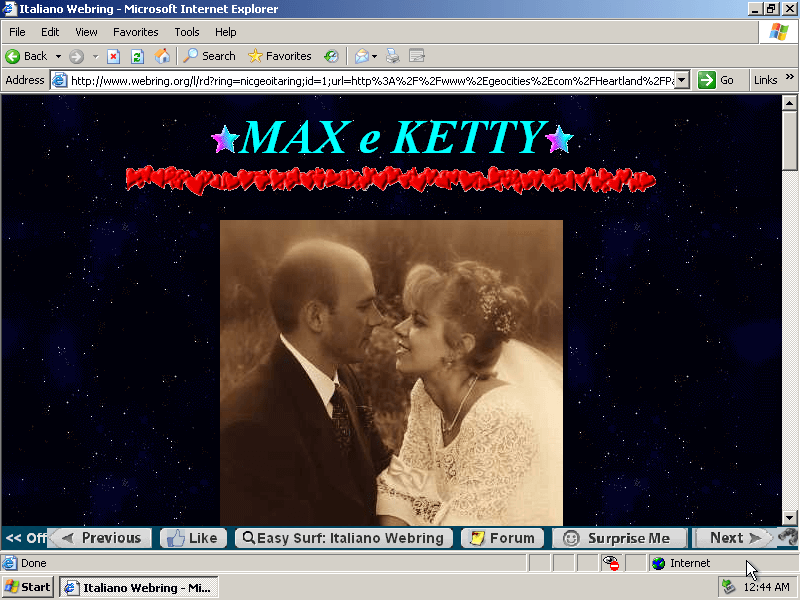 Italiano Webring - Microsoft Internet Explorer
File Edit View Favorites Tools Help
Back Search Favorites
Address http://www.webring.org/l/rd?ring=nicgeoitaring;id=1;url=http%3A%2F%2Fwww%2Egeocities%2Ecom%2FHeartland%2FPa Go Links »
MAX e KETTY
<< Off Previous Like Easy Surf: Italiano Webring Forum Surprise Me Next
Done Internet
Start Italiano Webring - Mi... 12:44 AM